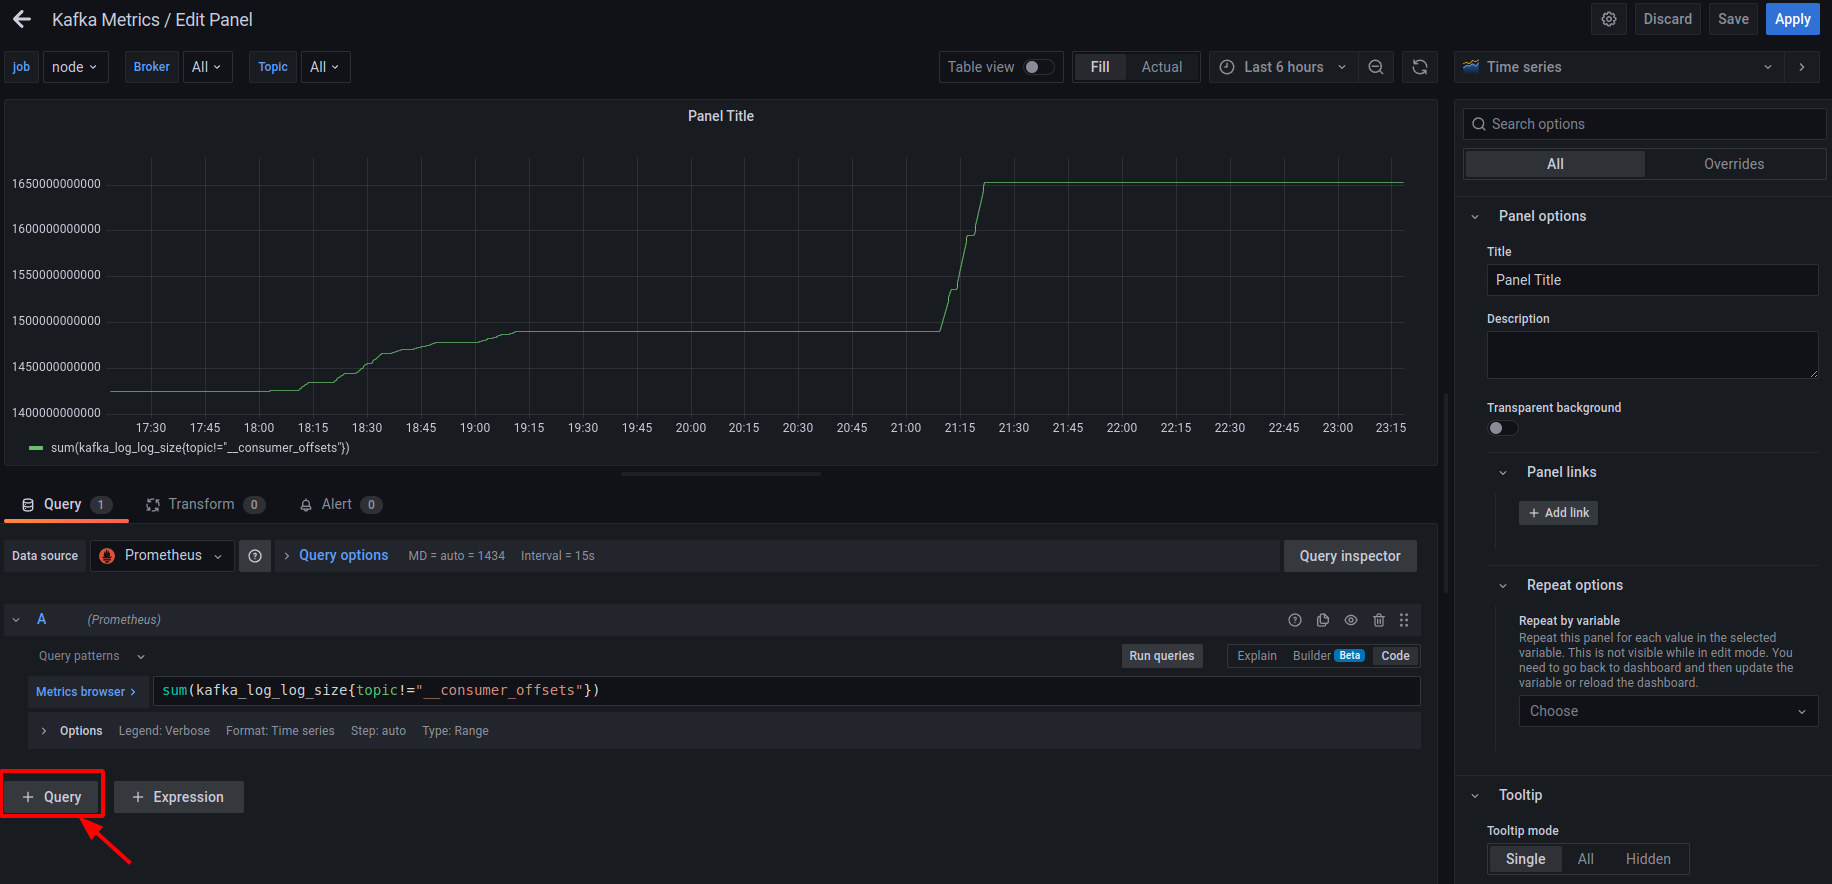 Kafka Metrics / Edit Panel
Discard Save Apply
job node Broker All Topic All
Table view Fill Actual Last 6 hours Time series
Panel Title
1650000000000
1600000000000
1550000000000
1500000000000
1450000000000
1400000000000
17:30 17:45 18:00 18:15 18:30 18:45 19:00 19:15 19:30 19:45 20:00 20:15 20:30 20:45 21:00 21:15 21:30 21:45 22:00 22:15 22:30 22:45 23:00 23:15
sum(kafka_log_log_size{topic!="__consumer_offsets"})
Query 1 Transform 0 Alert 0
Data source Prometheus Query options MD = auto = 1434 Interval = 15s Query inspector
A (Prometheus)
Query patterns Run queries Explain Builder Beta Code
Metrics browser > sum(kafka_log_log_size{topic!="__consumer_offsets"})
> Options Legend: Verbose Format: Time series Step: auto Type: Range
+ Query + Expression
Search options
All Overrides
Panel options
Title
Panel Title
Description
Transparent background
Panel links
+ Add link
Repeat options
Repeat by variable
Repeat this panel for each value in the selected
variable. This is not visible while in edit mode. You
need to go back to dashboard and then update the
variable or reload the dashboard.
Choose
Tooltip
Tooltip mode
Single All Hidden